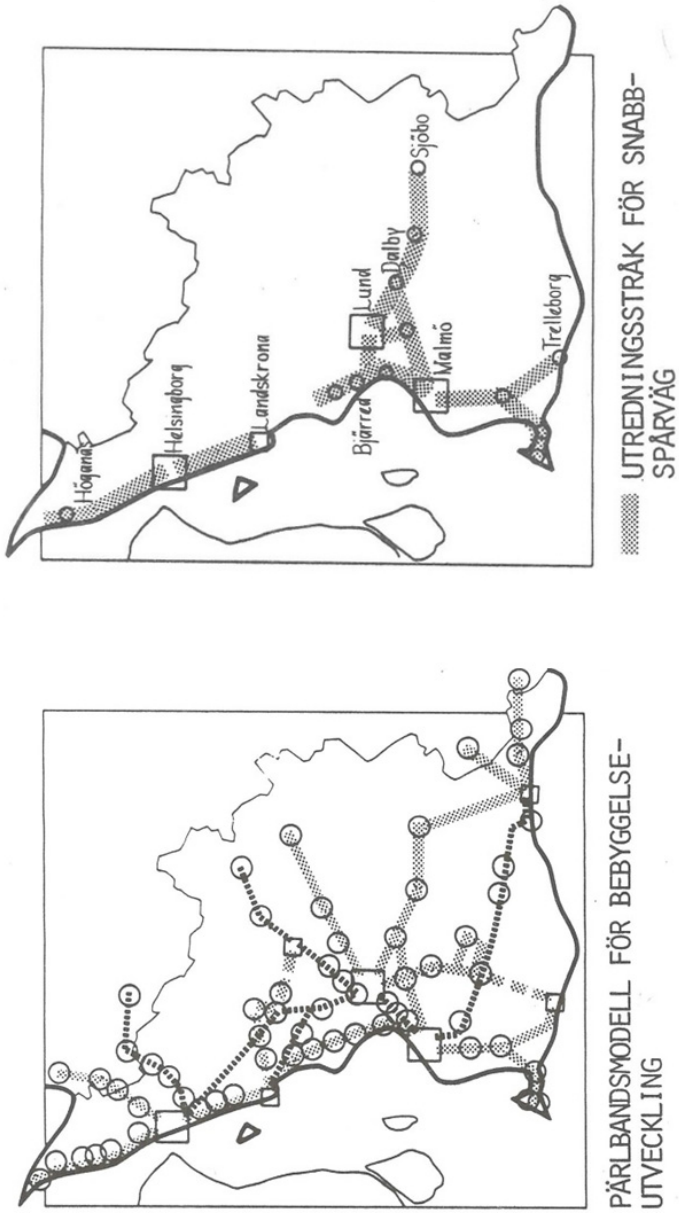 PÄRLBANDSMODELL FÖR BEBYGGELSE-
UTVECKLING
Höganäs
Helsingborg
Landskrona
Bjärred
Lund
Dalby
Sjöbo
Malmö
Trelleborg
UTREDNINGSSTRÅK FÖR SNABB-
SPÅRVÄG